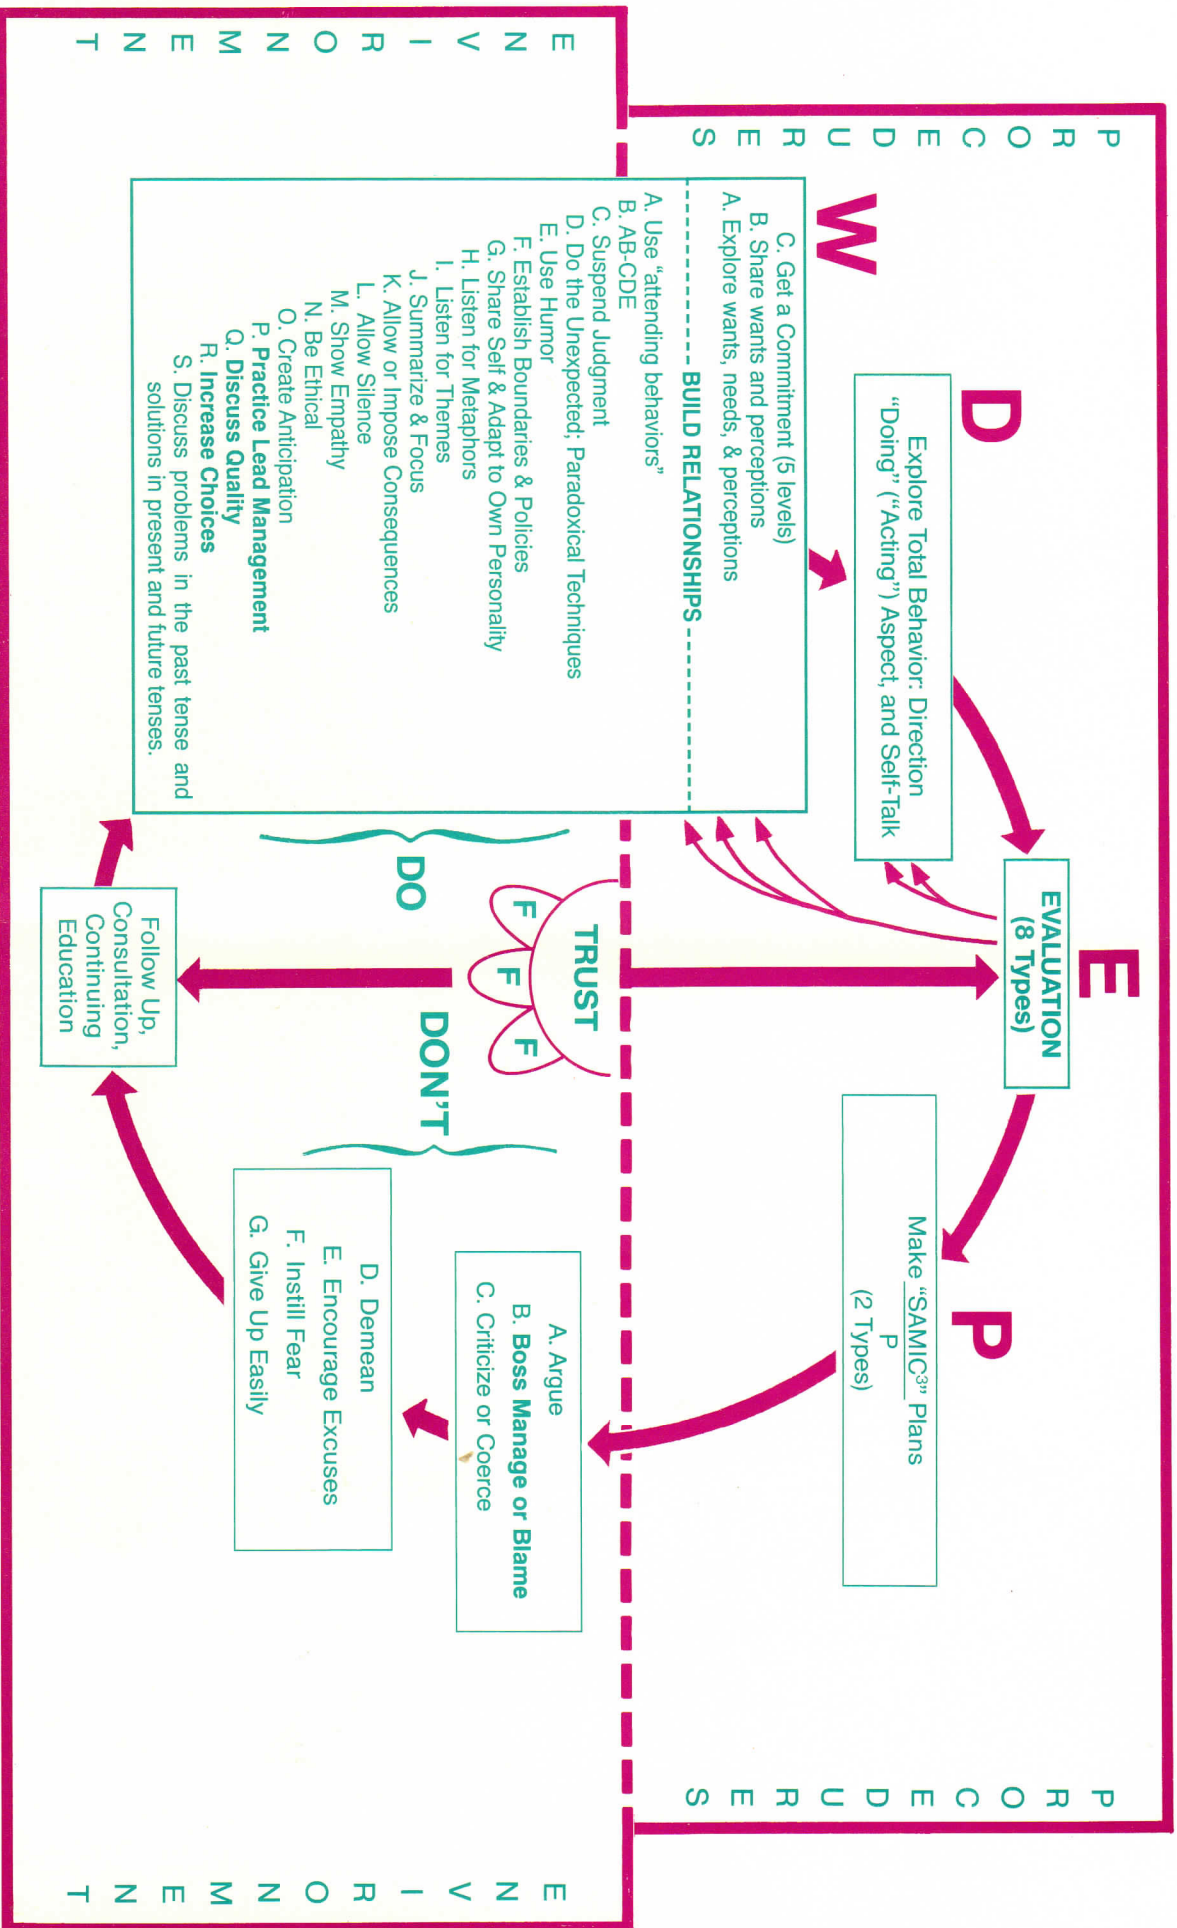 PROCEDURES
PROCEDURES
W
D
E
P
Explore Total Behavior: Direction
"Doing" ("Acting") Aspect, and Self-Talk
EVALUATION
(8 Types)
Make "SAMIC³" Plans
P
(2 Types)
C. Get a Commitment (5 levels)
B. Share wants and perceptions
A. Explore wants, needs, & perceptions
BUILD RELATIONSHIPS
A. Use "attending behaviors"
B. AB-CDE
C. Suspend Judgment
D. Do the Unexpected; Paradoxical Techniques
E. Use Humor
F. Establish Boundaries & Policies
G. Share Self & Adapt to Own Personality
H. Listen for Metaphors
I. Listen for Themes
J. Summarize & Focus
K. Allow or Impose Consequences
L. Allow Silence
M. Show Empathy
N. Be Ethical
O. Create Anticipation
P. Practice Lead Management
Q. Discuss Quality
R. Increase Choices
S. Discuss problems in the past tense and
solutions in present and future tenses.
TRUST
F
F
F
DO
DON'T
A. Argue
B. Boss Manage or Blame
C. Criticize or Coerce
D. Demean
E. Encourage Excuses
F. Instill Fear
G. Give Up Easily
Follow Up,
Consultation,
Continuing
Education
ENVIRONMENT
ENVIRONMENT